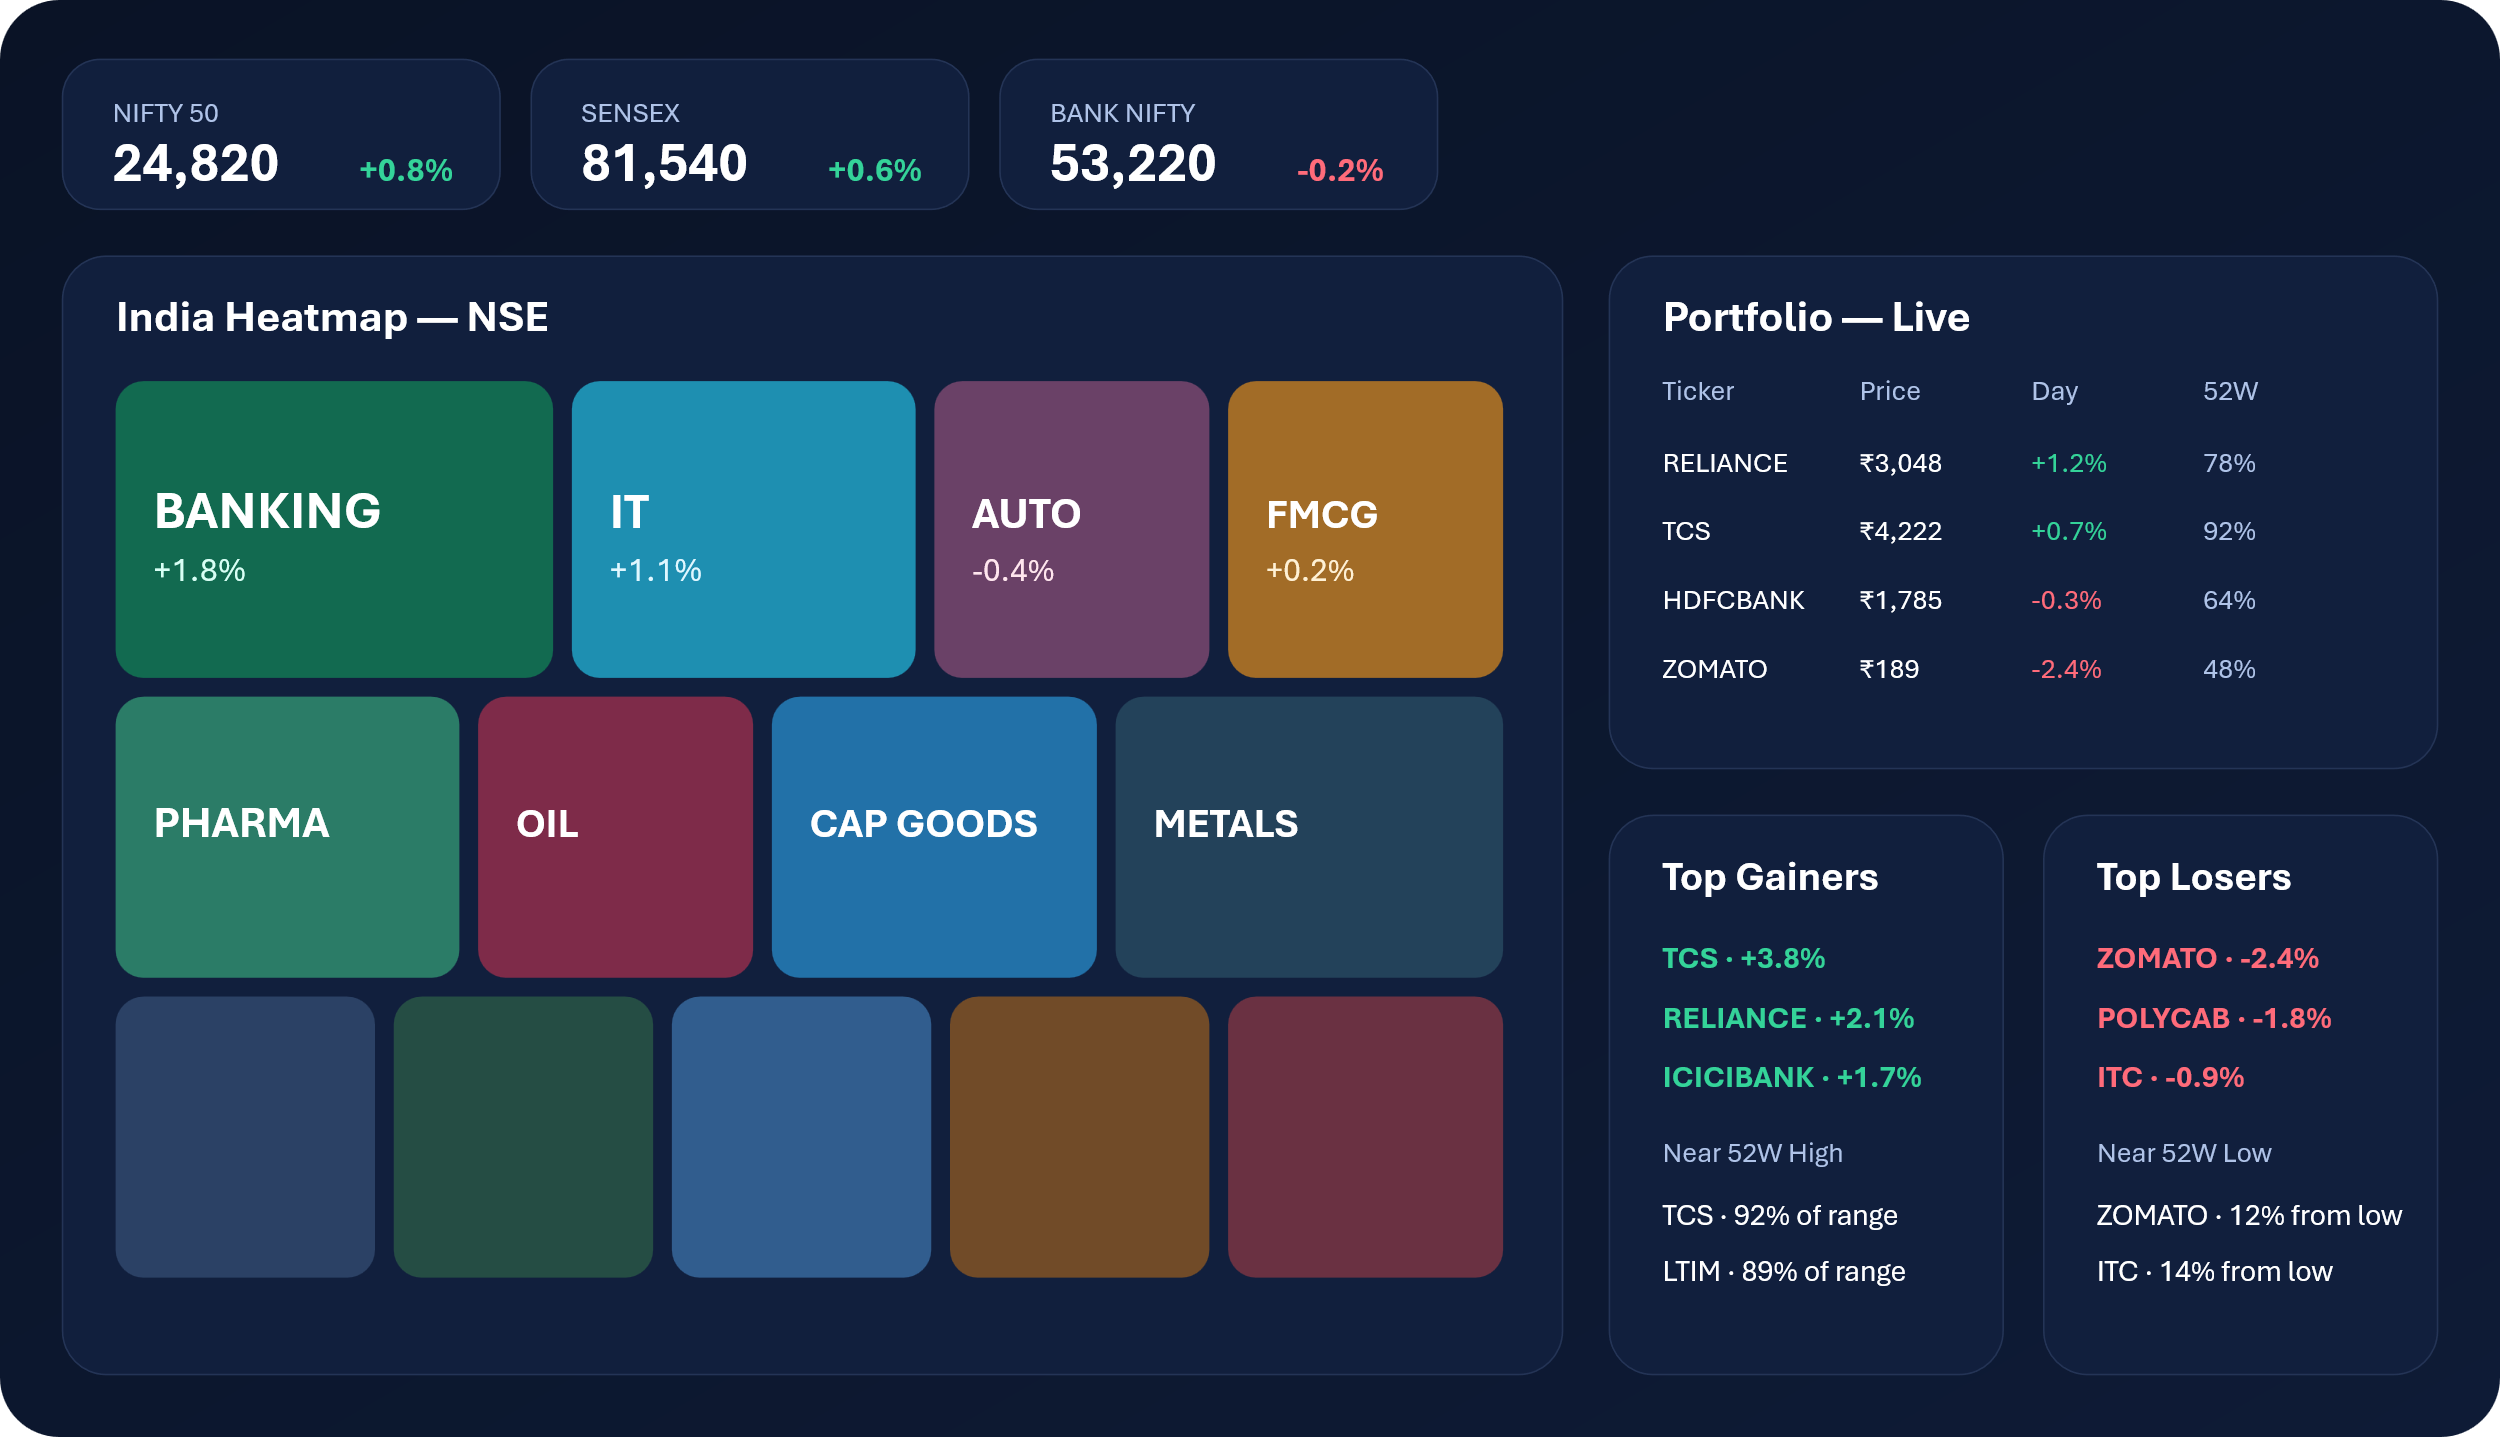 NIFTY 50
24,820 +0.8%
SENSEX
81,540 +0.6%
BANK NIFTY
53,220 -0.2%
India Heatmap — NSE
BANKING
+1.8%
IT
+1.1%
AUTO
-0.4%
FMCG
+0.2%
PHARMA
OIL
CAP GOODS
METALS
Portfolio — Live
Ticker Price Day 52W
RELIANCE ₹3,048 +1.2% 78%
TCS ₹4,222 +0.7% 92%
HDFCBANK ₹1,785 -0.3% 64%
ZOMATO ₹189 -2.4% 48%
Top Gainers
TCS · +3.8%
RELIANCE · +2.1%
ICICIBANK · +1.7%
Near 52W High
TCS · 92% of range
LTIM · 89% of range
Top Losers
ZOMATO · -2.4%
POLYCAB · -1.8%
ITC · -0.9%
Near 52W Low
ZOMATO · 12% from low
ITC · 14% from low